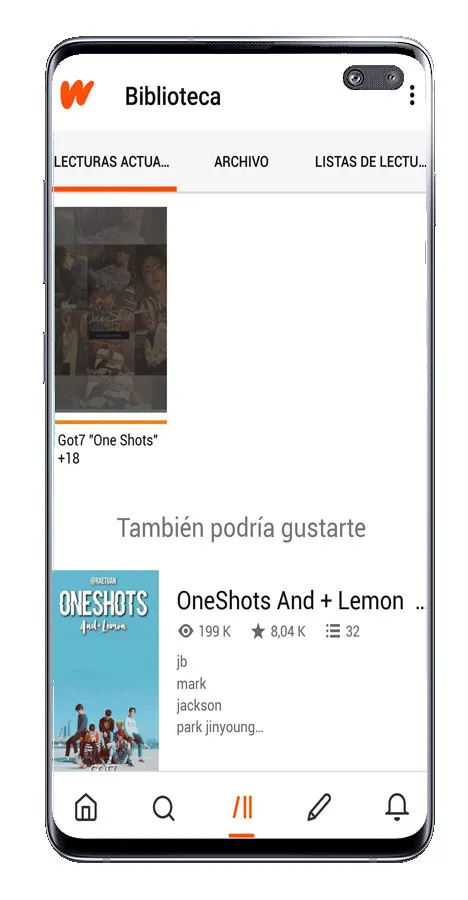 Biblioteca
LECTURAS ACTUA...
ARCHIVO
LISTAS DE LECTU...
Got7 "One Shots"
+18
También podría gustarte
@RAETUAN
ONESHOTS
And+Lemon
GOT7
OneShots And + Lemon ...
199 K
8,04 K
32
jb
mark
jackson
park jinyoung...